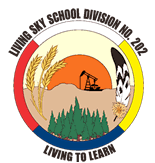 LIVING SKY SCHOOL DIVISION NO. 202
LIVING TO LEARN